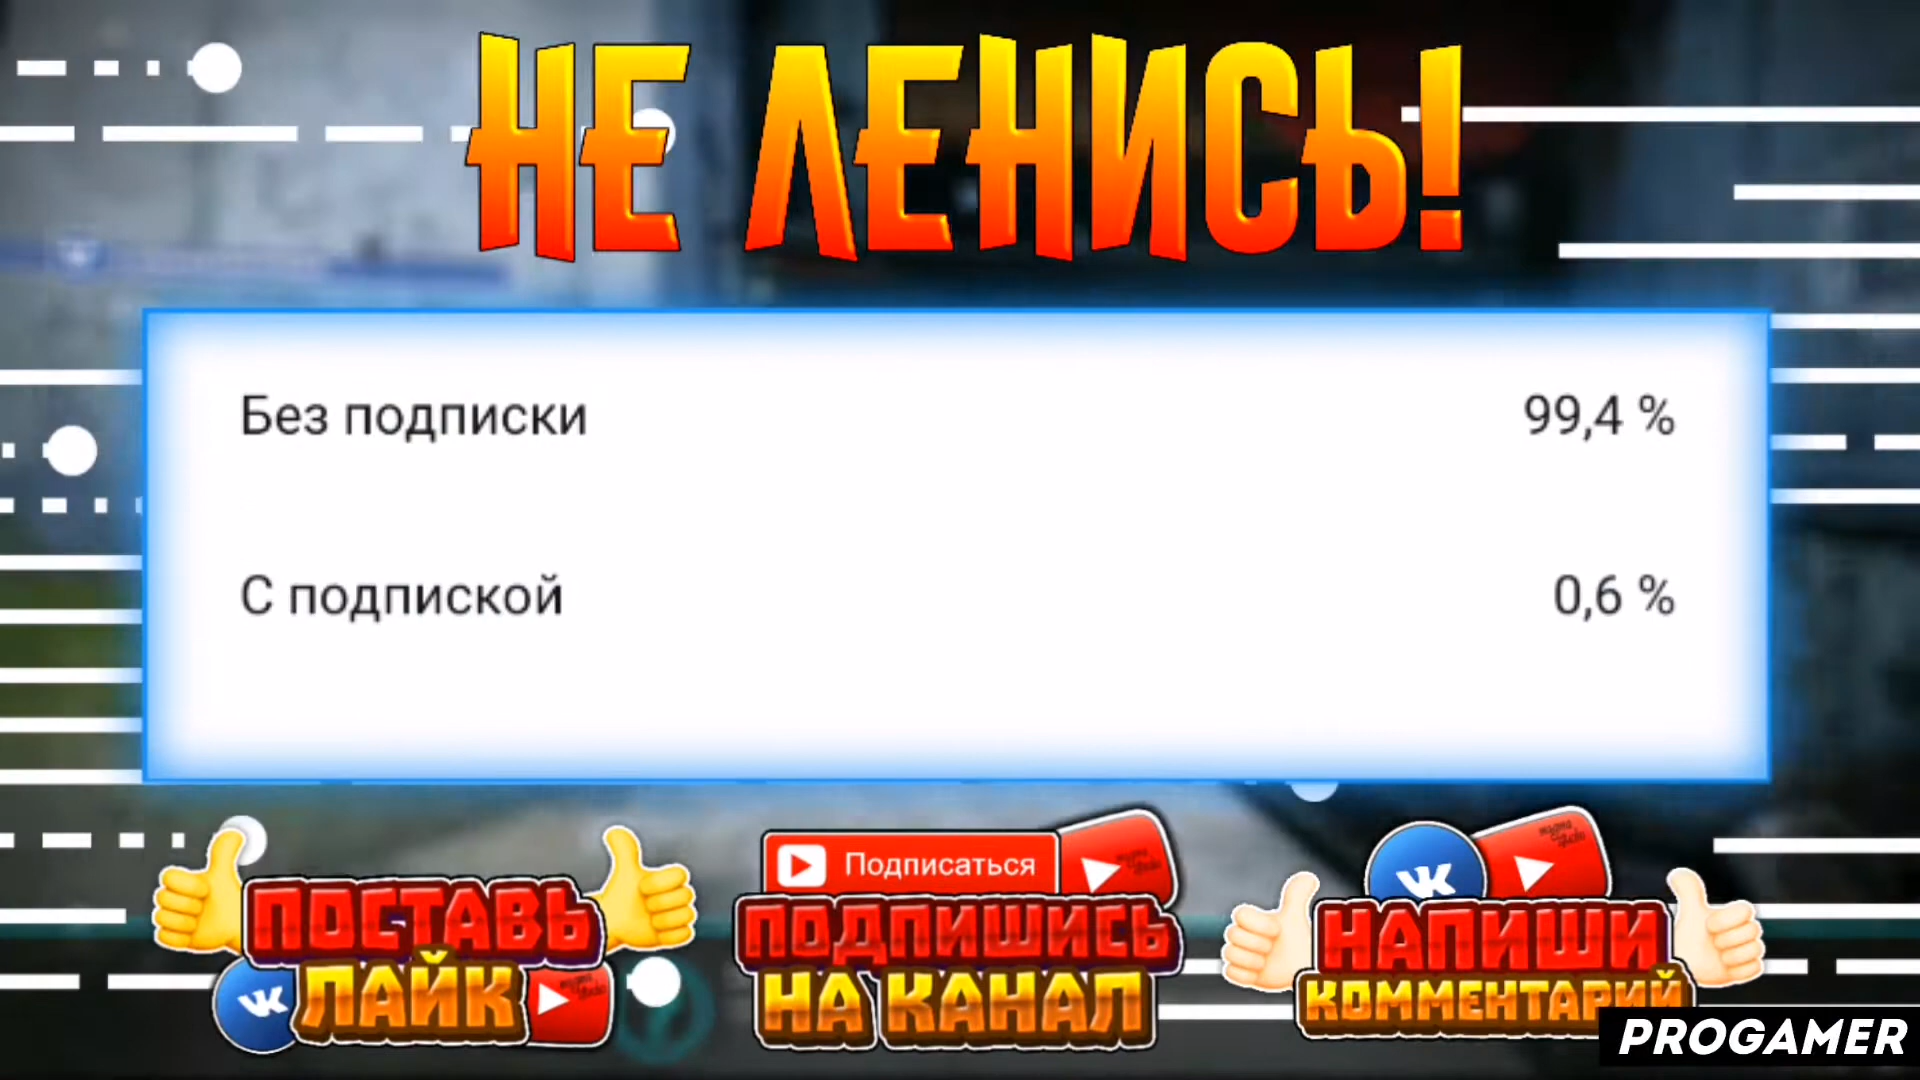 НЕ ЛЕНИСЬ!
Без подписки 99,4 %
С подпиской 0,6 %
ПОСТАВЬ
ЛАЙК
Подписаться
ПОДПИШИСЬ
НА КАНАЛ
НАПИШИ
КОММЕНТАРИЙ
PROGAMER